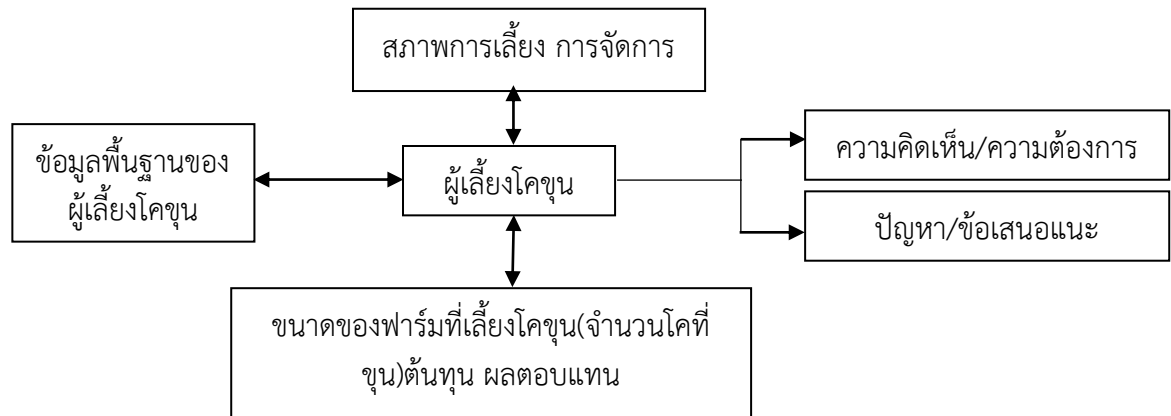 สภาพการเลี้ยง การจัดการ
ข้อมูลพื้นฐานของ
ผู้เลี้ยงโคขุน
ผู้เลี้ยงโคขุน
ความคิดเห็น/ความต้องการ
ปัญหา/ข้อเสนอแนะ
ขนาดของฟาร์มที่เลี้ยงโคขุน(จำนวนโคที่
ขุน)ต้นทุน ผลตอบแทน